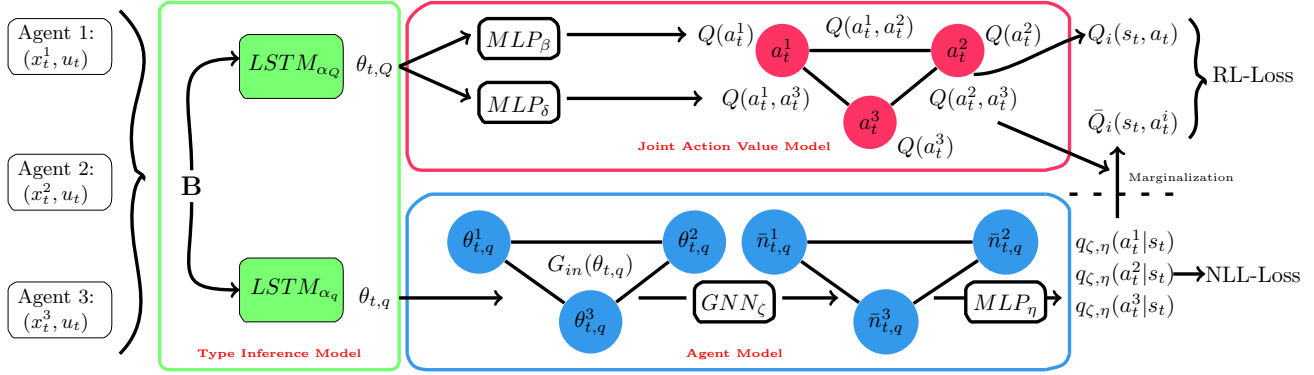 Agent 1:
(x_t^1, u_t)
Agent 2:
(x_t^2, u_t)
Agent 3:
(x_t^3, u_t)
B
LSTM_{α_Q}
θ_{t,Q}
LSTM_{α_q}
θ_{t,q}
Type Inference Model
MLP_β
MLP_δ
Q(a_t^1)
Q(a_t^1, a_t^2)
Q(a_t^2)
a_t^1
a_t^2
Q(a_t^1, a_t^3)
Q(a_t^2, a_t^3)
a_t^3
Q(a_t^3)
Joint Action Value Model
Q_i(s_t, a_t)
RL-Loss
Q̄_i(s_t, a_t^i)
Marginalization
θ_{t,q}^1
θ_{t,q}^2
G_{in}(θ_{t,q})
θ_{t,q}^3
GNN_ζ
n̄_{t,q}^1
n̄_{t,q}^2
n̄_{t,q}^3
MLP_η
Agent Model
q_{ζ,η}(a_t^1|s_t)
q_{ζ,η}(a_t^2|s_t)
q_{ζ,η}(a_t^3|s_t)
NLL-Loss